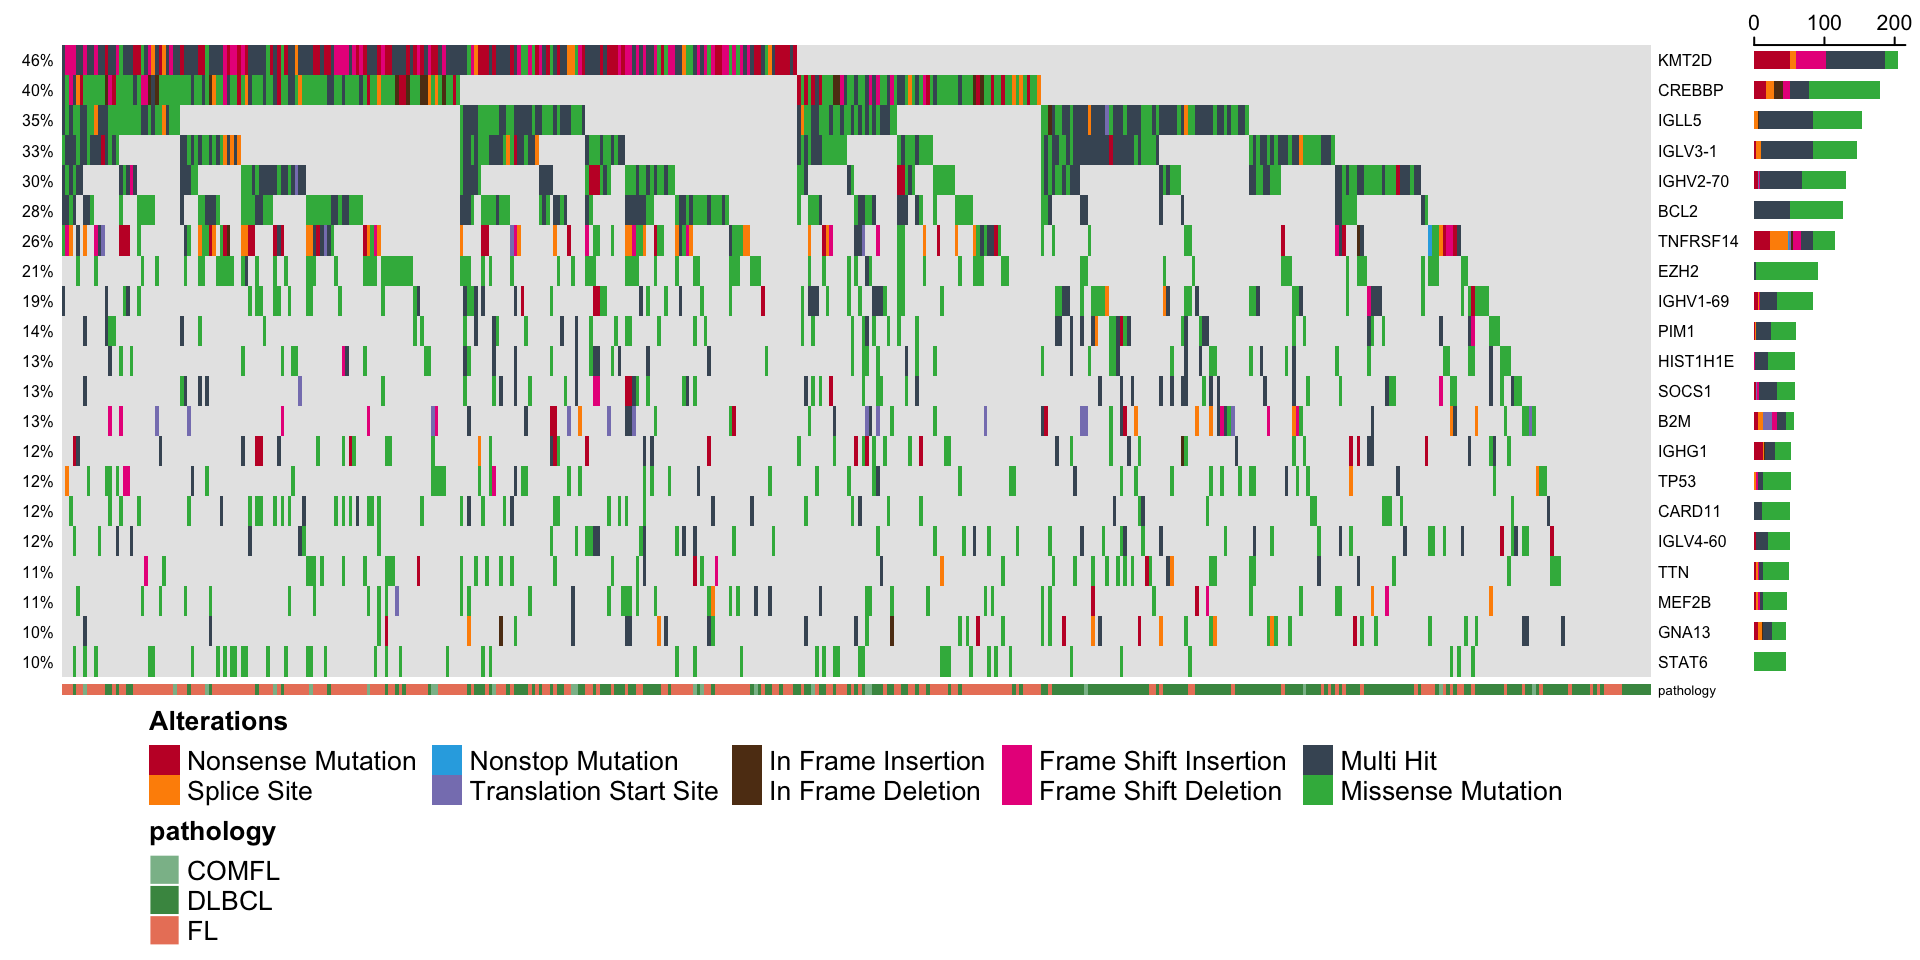 0 100 200
46% KMT2D
40% CREBBP
35% IGLL5
33% IGLV3-1
30% IGHV2-70
28% BCL2
26% TNFRSF14
21% EZH2
19% IGHV1-69
14% PIM1
13% HIST1H1E
13% SOCS1
13% B2M
12% IGHG1
12% TP53
12% CARD11
12% IGLV4-60
11% TTN
11% MEF2B
10% GNA13
10% STAT6
pathology
Alterations
Nonsense Mutation Nonstop Mutation In Frame Insertion Frame Shift Insertion Multi Hit
Splice Site Translation Start Site In Frame Deletion Frame Shift Deletion Missense Mutation
pathology
COMFL
DLBCL
FL